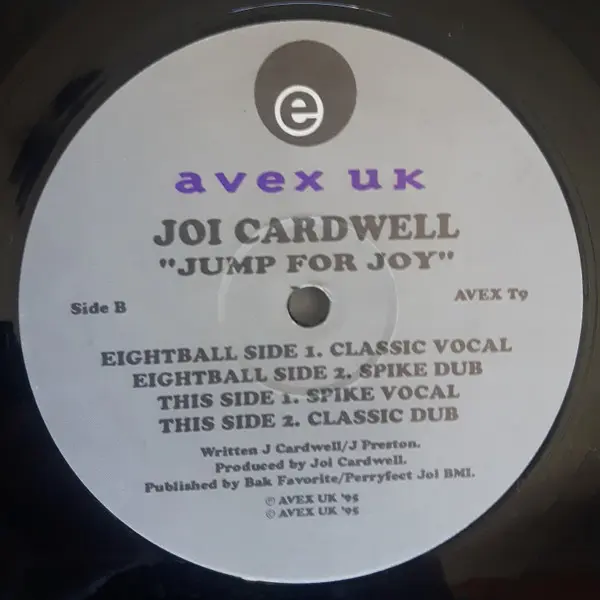 e
avex uk
JOI CARDWELL
"JUMP FOR JOY"
Side B
AVEX T9
EIGHTBALL SIDE 1. CLASSIC VOCAL
EIGHTBALL SIDE 2. SPIKE DUB
THIS SIDE 1. SPIKE VOCAL
THIS SIDE 2. CLASSIC DUB
Written J Cardwell/J Preston.
Produced by Joi Cardwell.
Published by Bak Favorite/Perryfect Joi BMI.
℗ AVEX UK '95
© AVEX UK '95